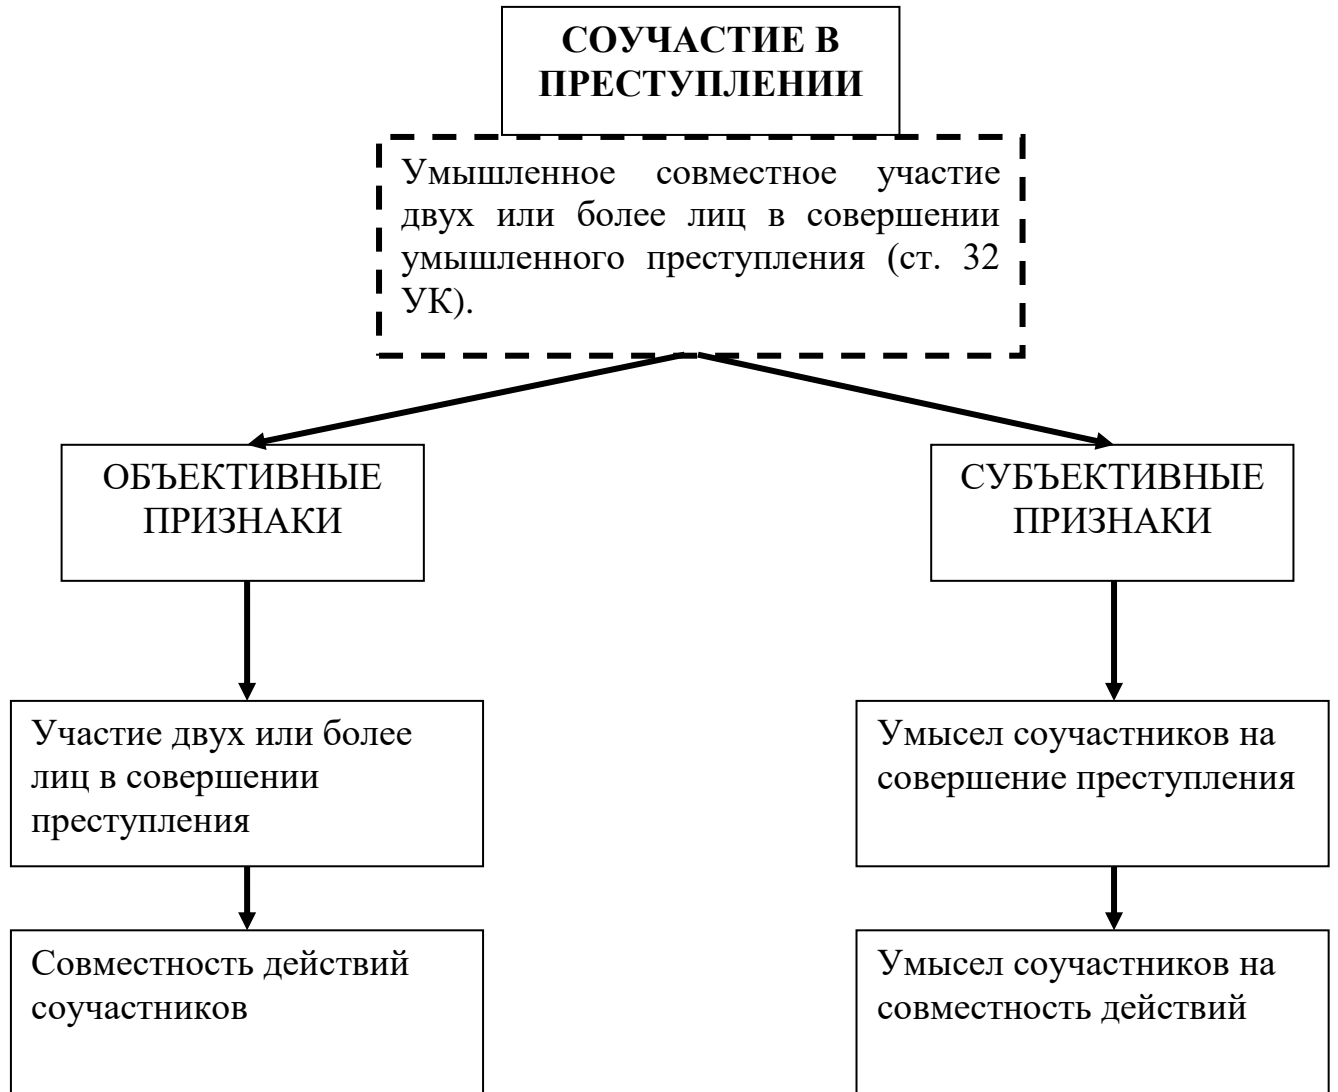 СОУЧАСТИЕ В
ПРЕСТУПЛЕНИИ
Умышленное совместное участие
двух или более лиц в совершении
умышленного преступления (ст. 32
УК).
ОБЪЕКТИВНЫЕ
ПРИЗНАКИ
СУБЪЕКТИВНЫЕ
ПРИЗНАКИ
Участие двух или более
лиц в совершении
преступления
Умысел соучастников на
совершение преступления
Совместность действий
соучастников
Умысел соучастников на
совместность действий